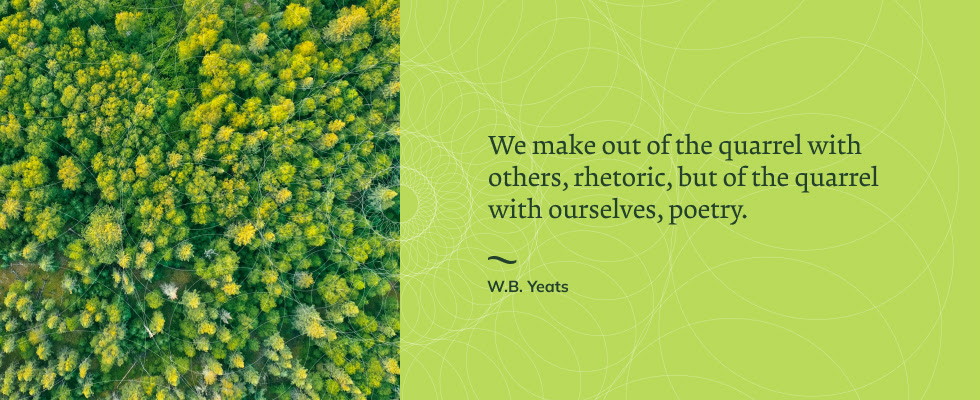 We make out of the quarrel with
others, rhetoric, but of the quarrel
with ourselves, poetry.
W.B. Yeats